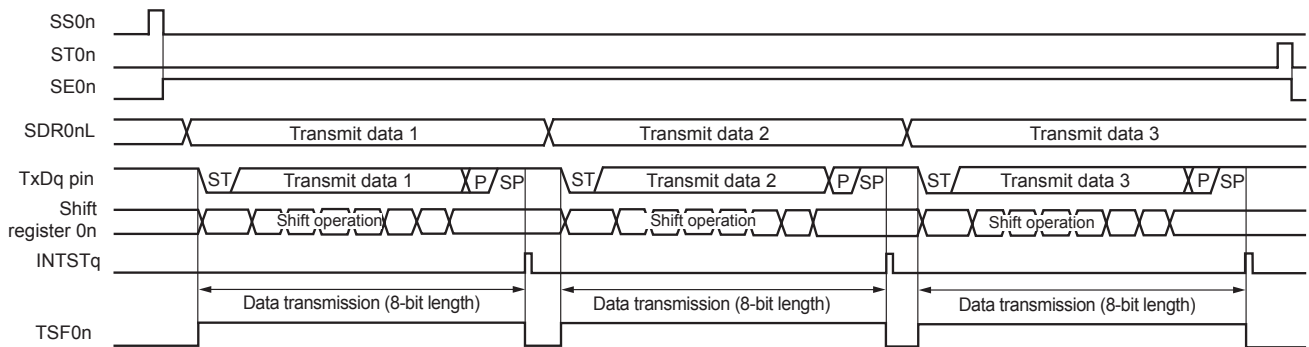 SS0n
ST0n
SE0n
SDR0nL Transmit data 1 Transmit data 2 Transmit data 3
TxDq pin ST Transmit data 1 P SP ST Transmit data 2 P SP ST Transmit data 3 P SP
Shift
register 0n Shift operation Shift operation Shift operation
INTSTq
Data transmission (8-bit length) Data transmission (8-bit length) Data transmission (8-bit length)
TSF0n